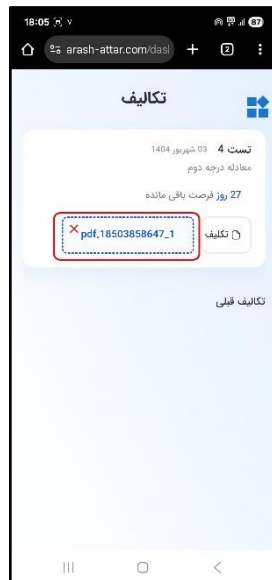 18:05
87
arash-attar.com/dasl
2
تکالیف
تست 4 03 شهریور 1404
معادله درجه دوم
27 روز فرصت باقی مانده
تکلیف
pdf.18503858647_1
تکالیف قبلی